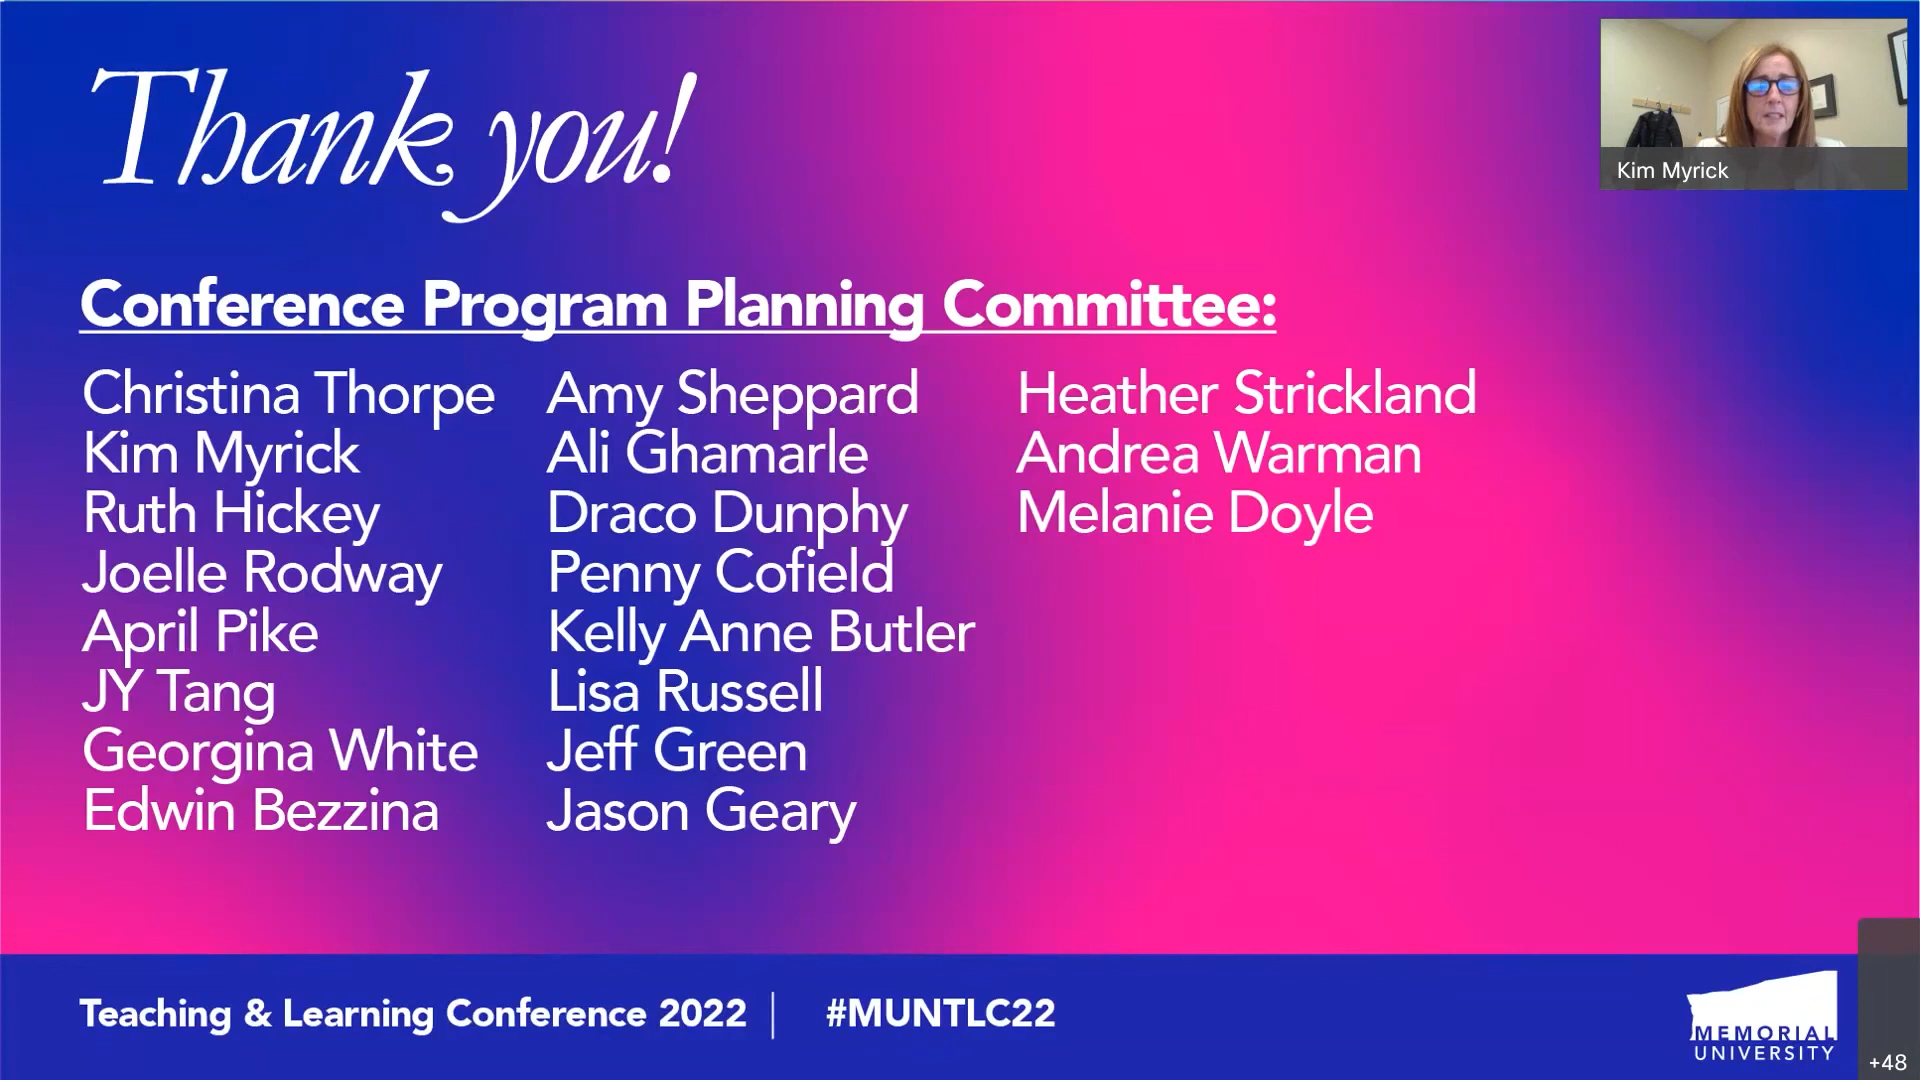 Thank you!
Kim Myrick
Conference Program Planning Committee:
Christina Thorpe
Kim Myrick
Ruth Hickey
Joelle Rodway
April Pike
JY Tang
Georgina White
Edwin Bezzina
Amy Sheppard
Ali Ghamarle
Draco Dunphy
Penny Cofield
Kelly Anne Butler
Lisa Russell
Jeff Green
Jason Geary
Heather Strickland
Andrea Warman
Melanie Doyle
Teaching & Learning Conference 2022 | #MUNTLC22
MEMORIAL
UNIVERSITY
+48